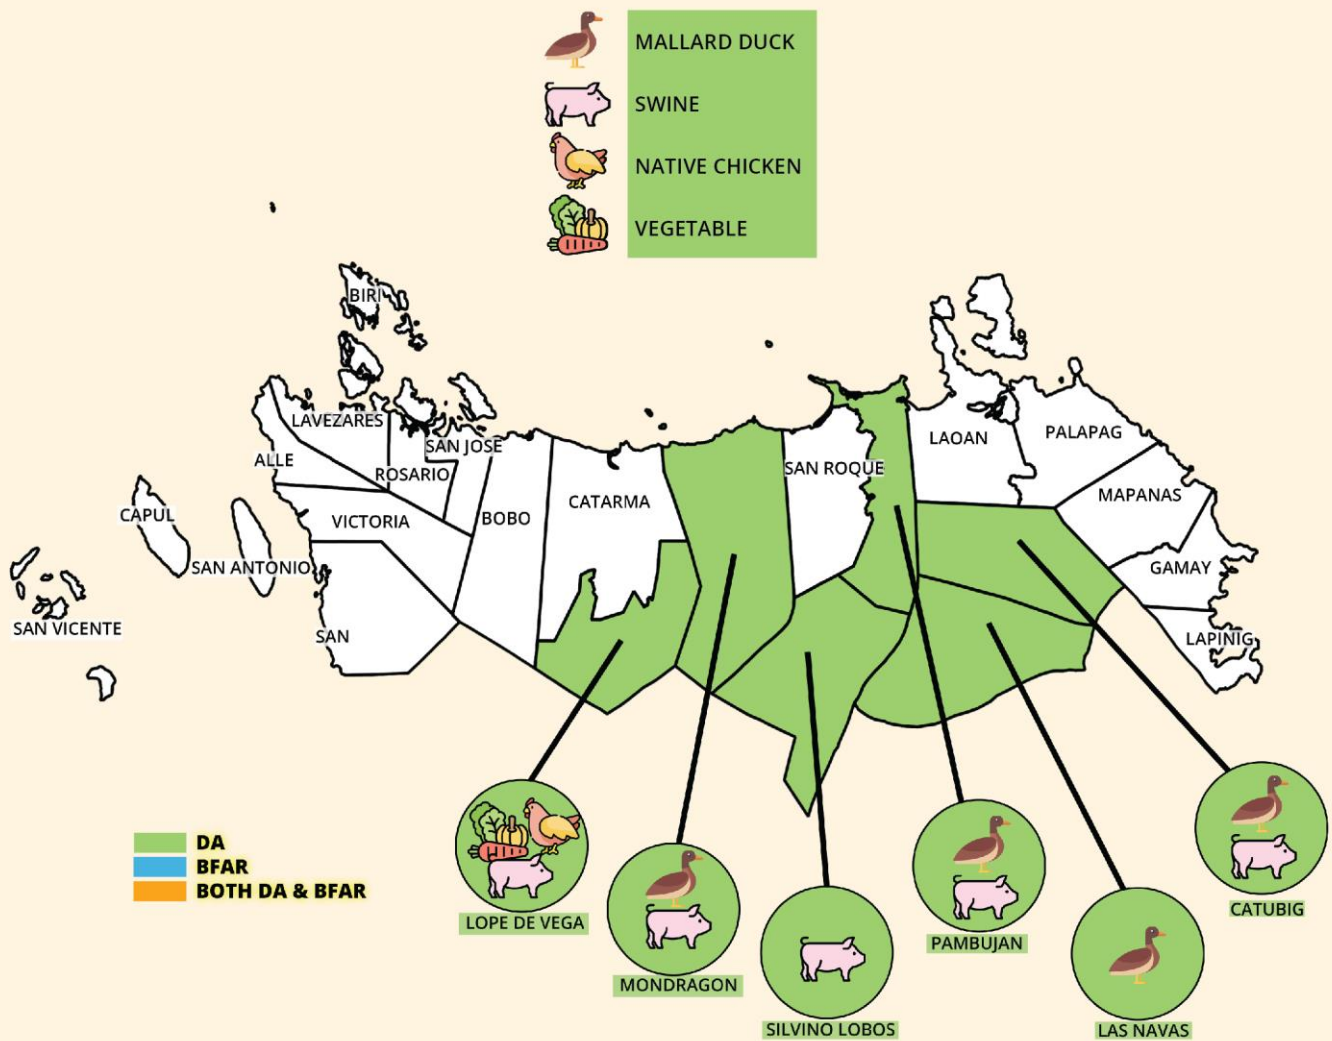 MALLARD DUCK
SWINE
NATIVE CHICKEN
VEGETABLE
BIRI
LAVEZARES
SAN JOSE
ALLE
ROSARIO
CATARMA
SAN ROQUE
LAOAN
PALAPAG
MAPANAS
CAPUL
VICTORIA
BOBO
SAN ANTONIO
GAMAY
SAN VICENTE
SAN
LAPINIG
DA
BFAR
BOTH DA & BFAR
LOPE DE VEGA
MONDRAGON
SILVINO LOBOS
PAMBUJAN
LAS NAVAS
CATUBIG